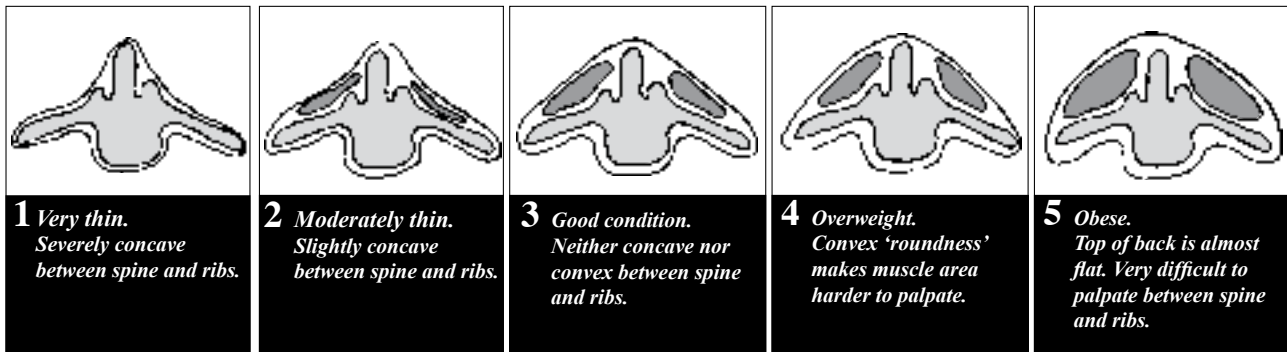 1 Very thin.
Severely concave
between spine and ribs.
2 Moderately thin.
Slightly concave
between spine and ribs.
3 Good condition.
Neither concave nor
convex between spine
and ribs.
4 Overweight.
Convex ‘roundness’
makes muscle area
harder to palpate.
5 Obese.
Top of back is almost
flat. Very difficult to
palpate between spine
and ribs.